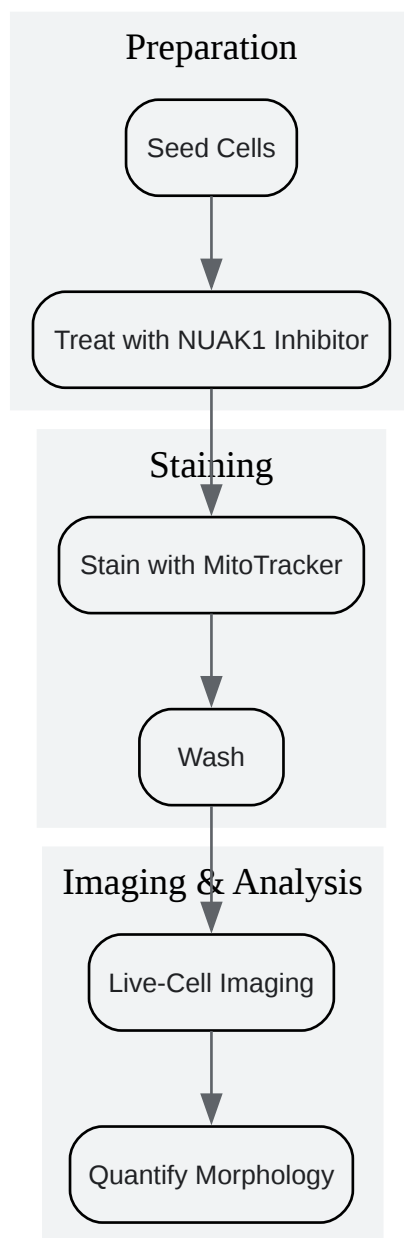 Preparation
Seed Cells
Treat with NUAK1 Inhibitor
Staining
Stain with MitoTracker
Wash
Imaging & Analysis
Live-Cell Imaging
Quantify Morphology